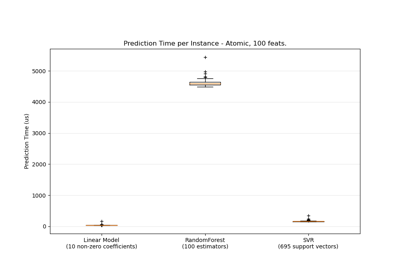 Prediction Time per Instance - Atomic, 100 feats.
Prediction Time (us)
5000
4000
3000
2000
1000
0
Linear Model
(10 non-zero coefficients)
RandomForest
(100 estimators)
SVR
(695 support vectors)